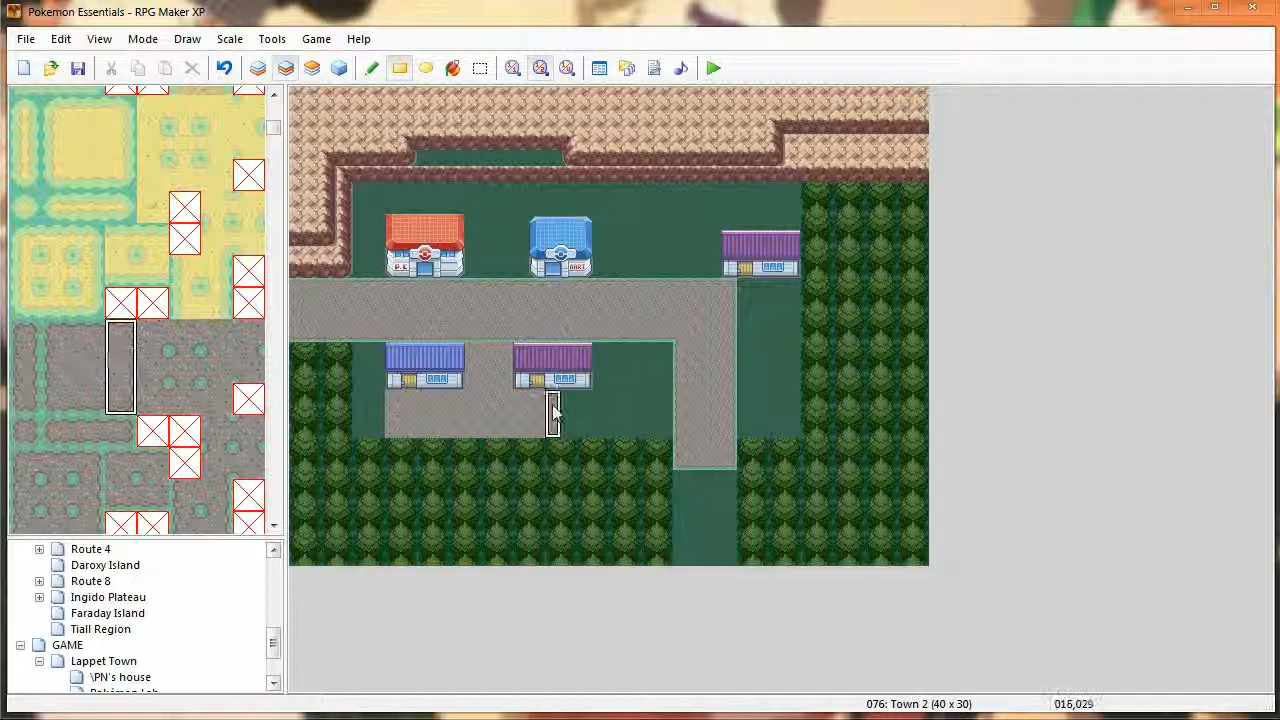 Pokemon Essentials - RPG Maker XP
File Edit View Mode Draw Scale Tools Game Help
P.C
MART
Route 4
Daroxy Island
Route 8
Ingido Plateau
Faraday Island
Tiall Region
GAME
Lappet Town
\PN's house
Pokémon Lab
076: Town 2 (40 x 30)
016,029